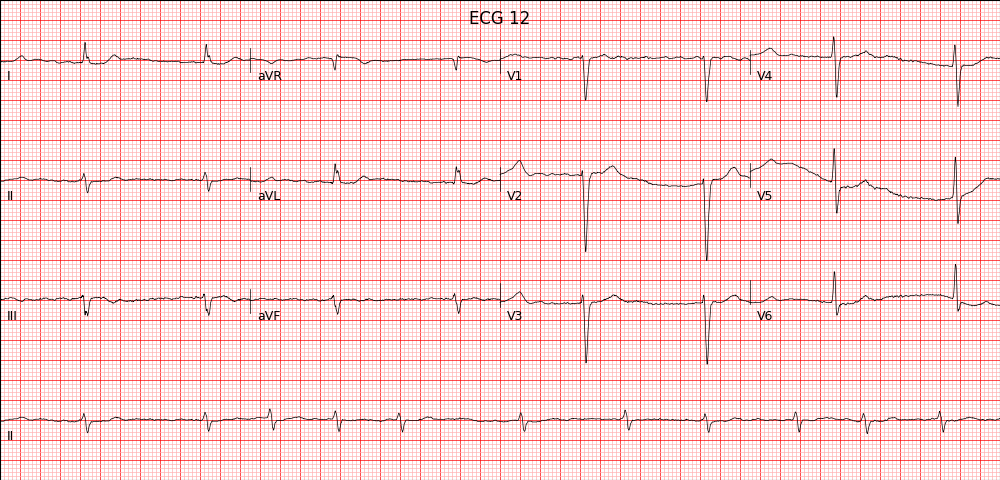 ECG 12
I aVR V1 V4
II aVL V2 V5
III aVF V3 V6
II